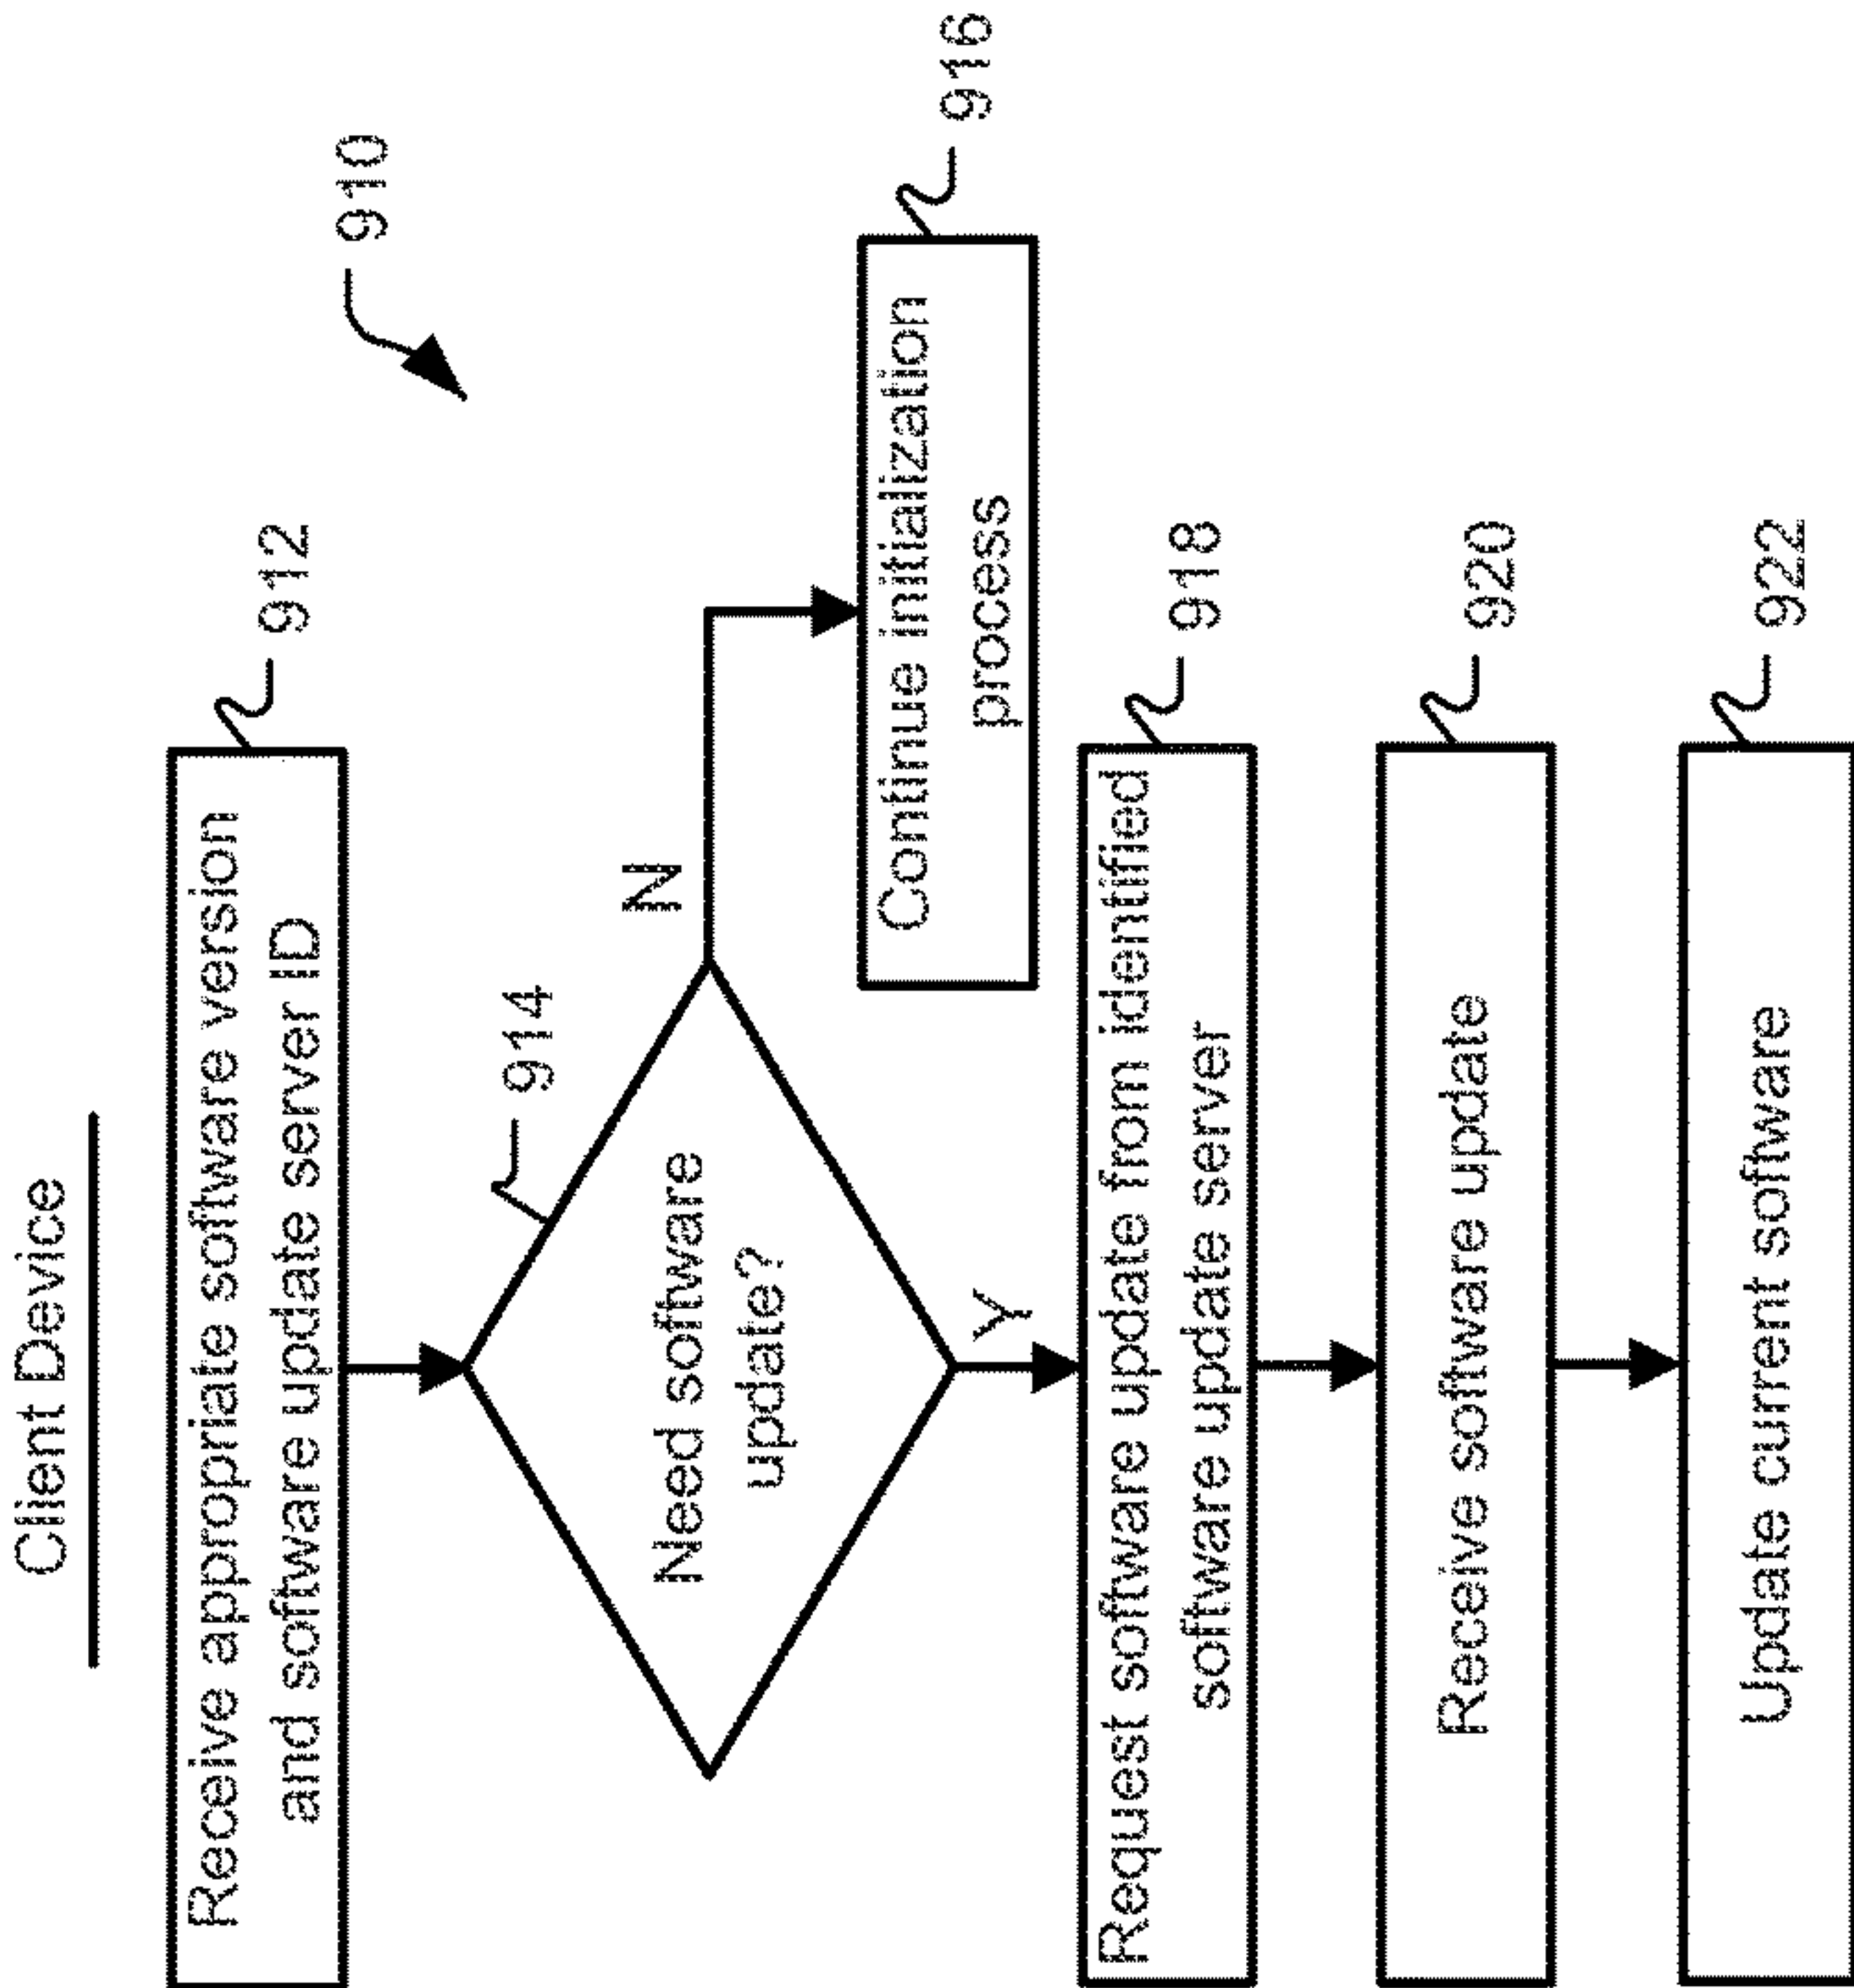 Client Device
Receive appropriate software version
and software update server ID
912
910
914
Need software
update?
N
Continue initialization
process
916
Y
Request software update from identified
software update server
918
Receive software update
920
Update current software
922